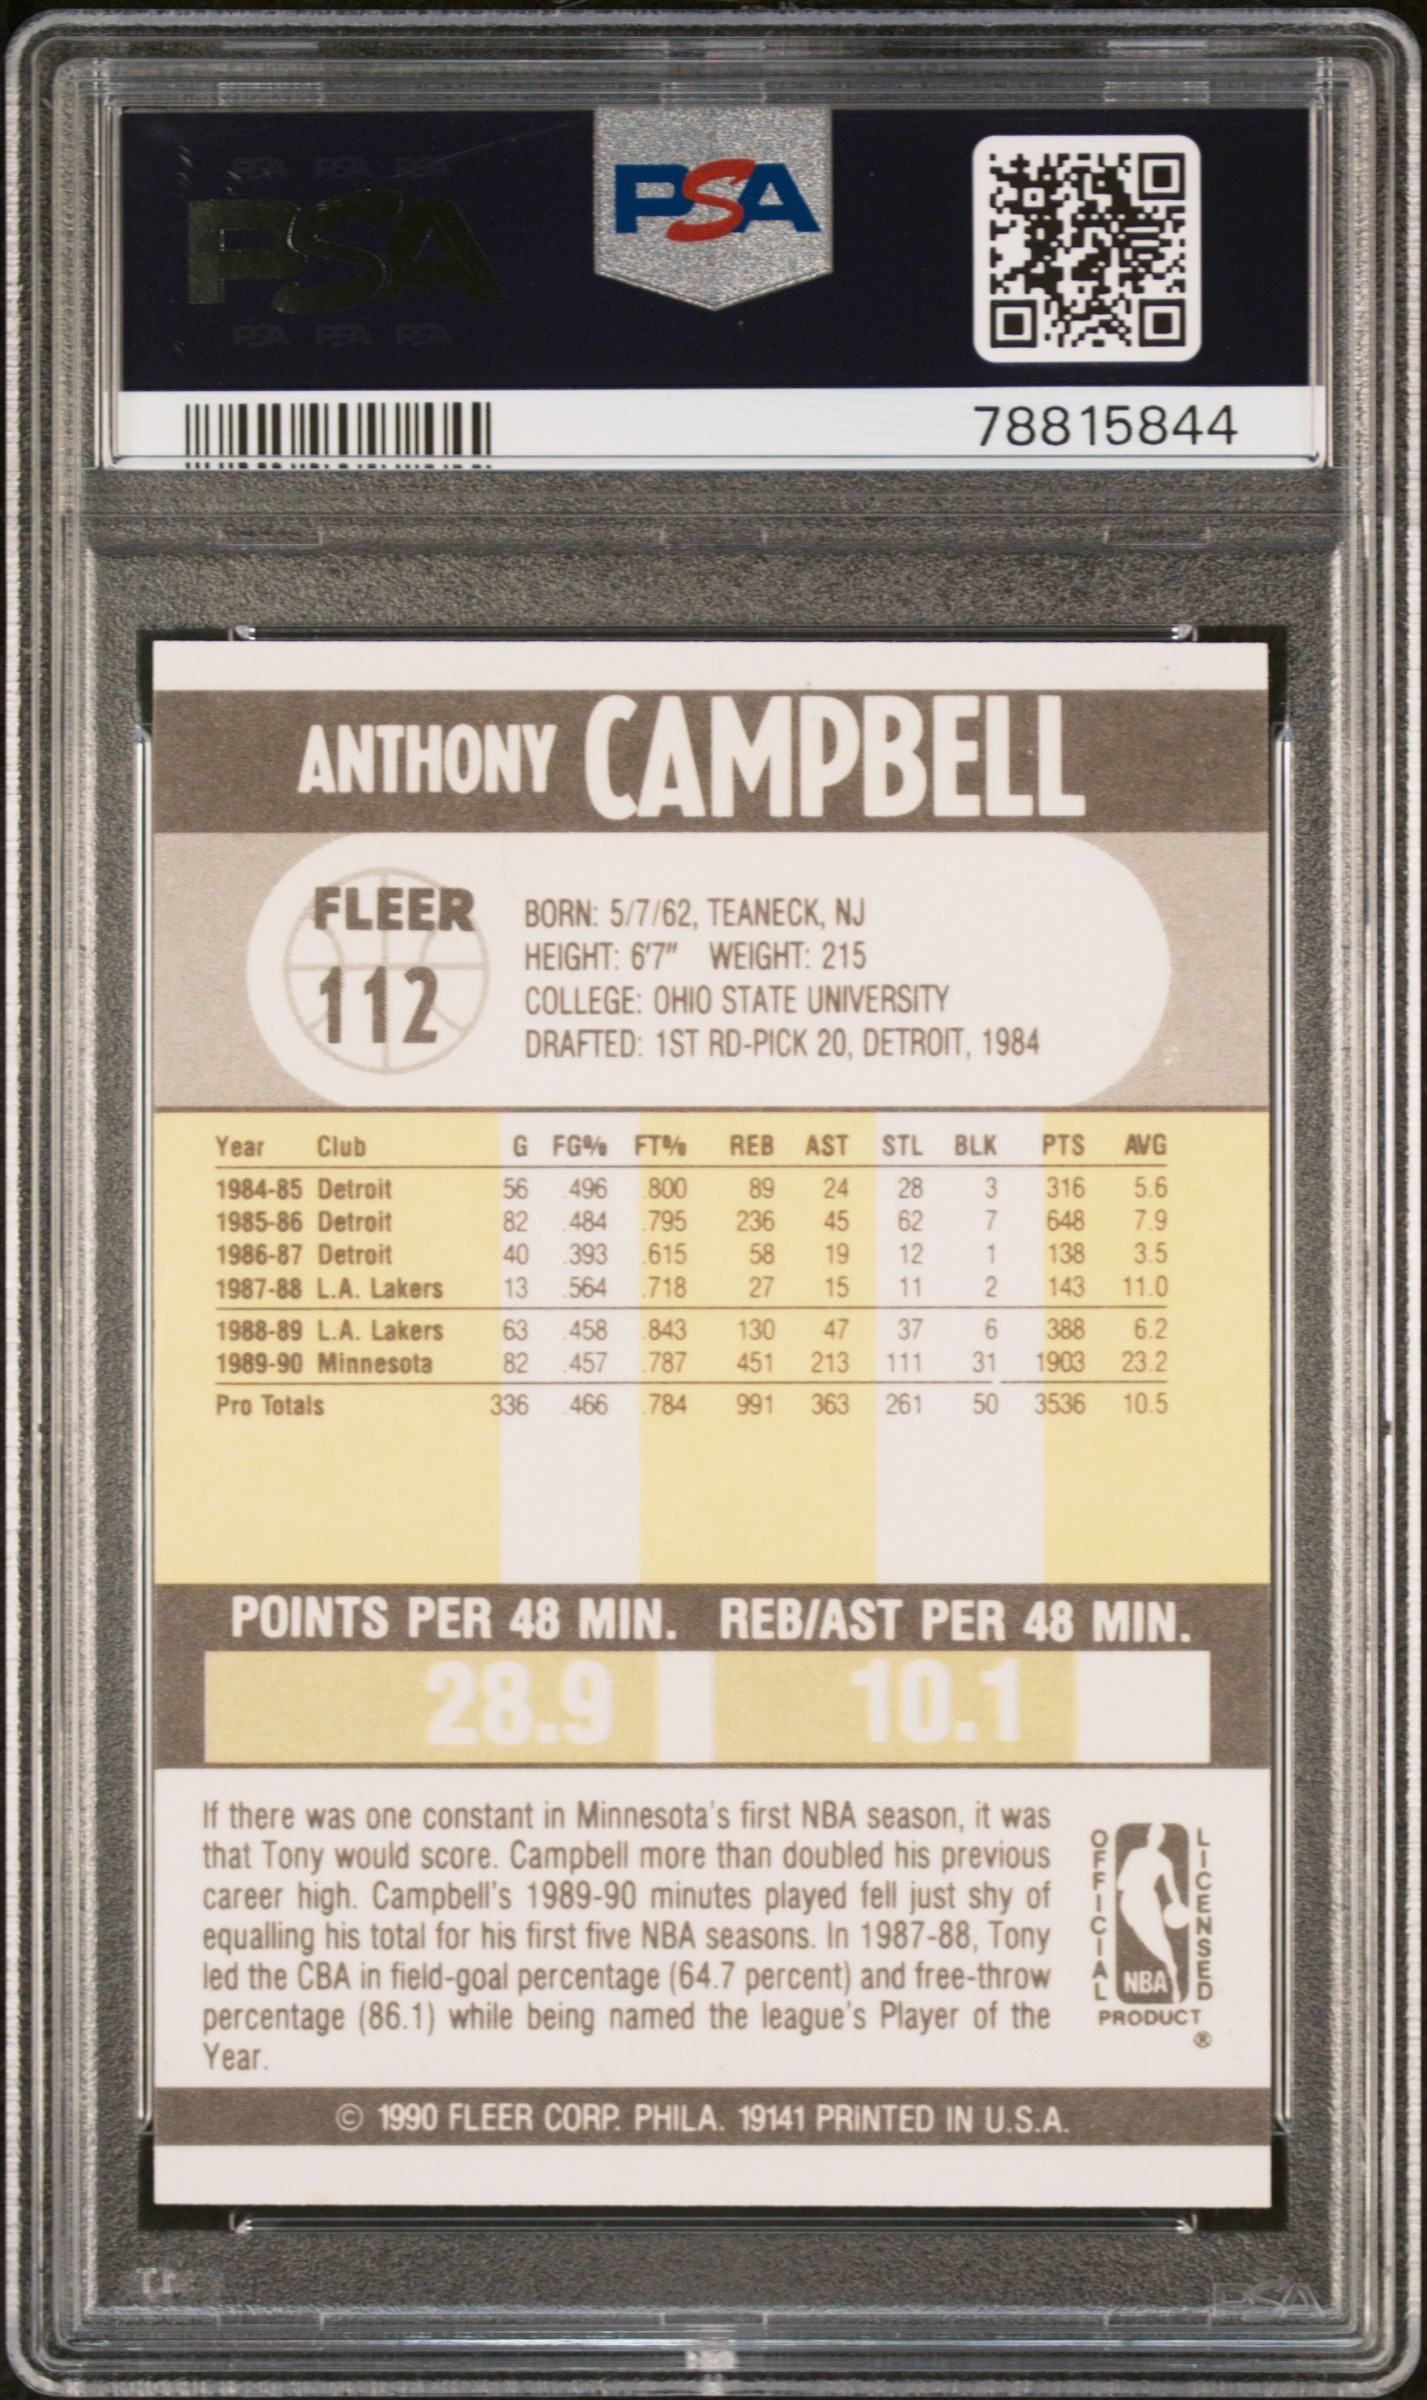 PSA PSA PSA
PSA
PSA PSA PSA
PSA
78815844
ANTHONY CAMPBELL
FLEER
112
BORN: 5/7/62, TEANECK, NJ
HEIGHT: 6'7" WEIGHT: 215
COLLEGE: OHIO STATE UNIVERSITY
DRAFTED: 1ST RD-PICK 20, DETROIT, 1984
Year Club G FG% FT% REB AST STL BLK PTS AVG
1984-85 Detroit 56 .496 .800 89 24 28 3 316 5.6
1985-86 Detroit 82 .484 .795 236 45 62 7 648 7.9
1986-87 Detroit 40 .393 .615 58 19 12 1 138 3.5
1987-88 L.A. Lakers 13 .564 .718 27 15 11 2 143 11.0
1988-89 L.A. Lakers 63 .458 .843 130 47 37 6 388 6.2
1989-90 Minnesota 82 .457 .787 451 213 111 31 1903 23.2
Pro Totals 336 .466 .784 991 363 261 50 3536 10.5
POINTS PER 48 MIN. REB/AST PER 48 MIN.
28.9 10.1
If there was one constant in Minnesota's first NBA season, it was
that Tony would score. Campbell more than doubled his previous
career high. Campbell's 1989-90 minutes played fell just shy of
equalling his total for his first five NBA seasons. In 1987-88, Tony
led the CBA in field-goal percentage (64.7 percent) and free-throw
percentage (86.1) while being named the league's Player of the
Year.
OFFICIAL
NBA
LICENSED
PRODUCT
®
© 1990 FLEER CORP. PHILA. 19141 PRINTED IN U.S.A.
PSA